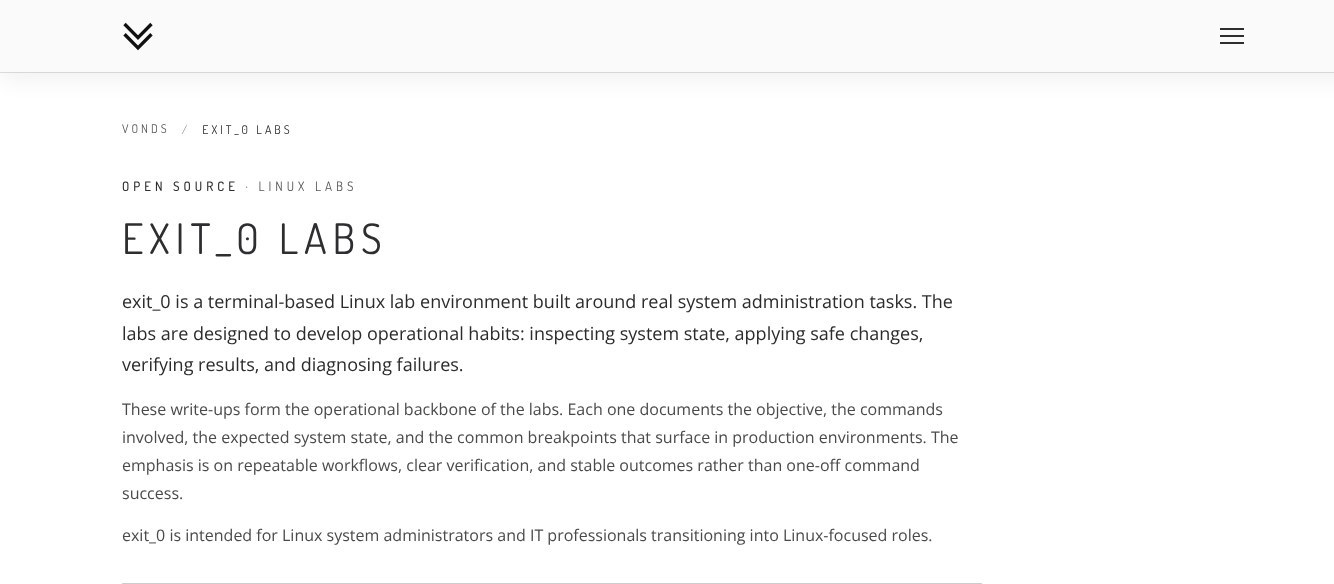 VONDS / EXIT_0 LABS
OPEN SOURCE · LINUX LABS
EXIT_0 LABS
exit_0 is a terminal-based Linux lab environment built around real system administration tasks. The
labs are designed to develop operational habits: inspecting system state, applying safe changes,
verifying results, and diagnosing failures.
These write-ups form the operational backbone of the labs. Each one documents the objective, the commands
involved, the expected system state, and the common breakpoints that surface in production environments. The
emphasis is on repeatable workflows, clear verification, and stable outcomes rather than one-off command
success.
exit_0 is intended for Linux system administrators and IT professionals transitioning into Linux-focused roles.